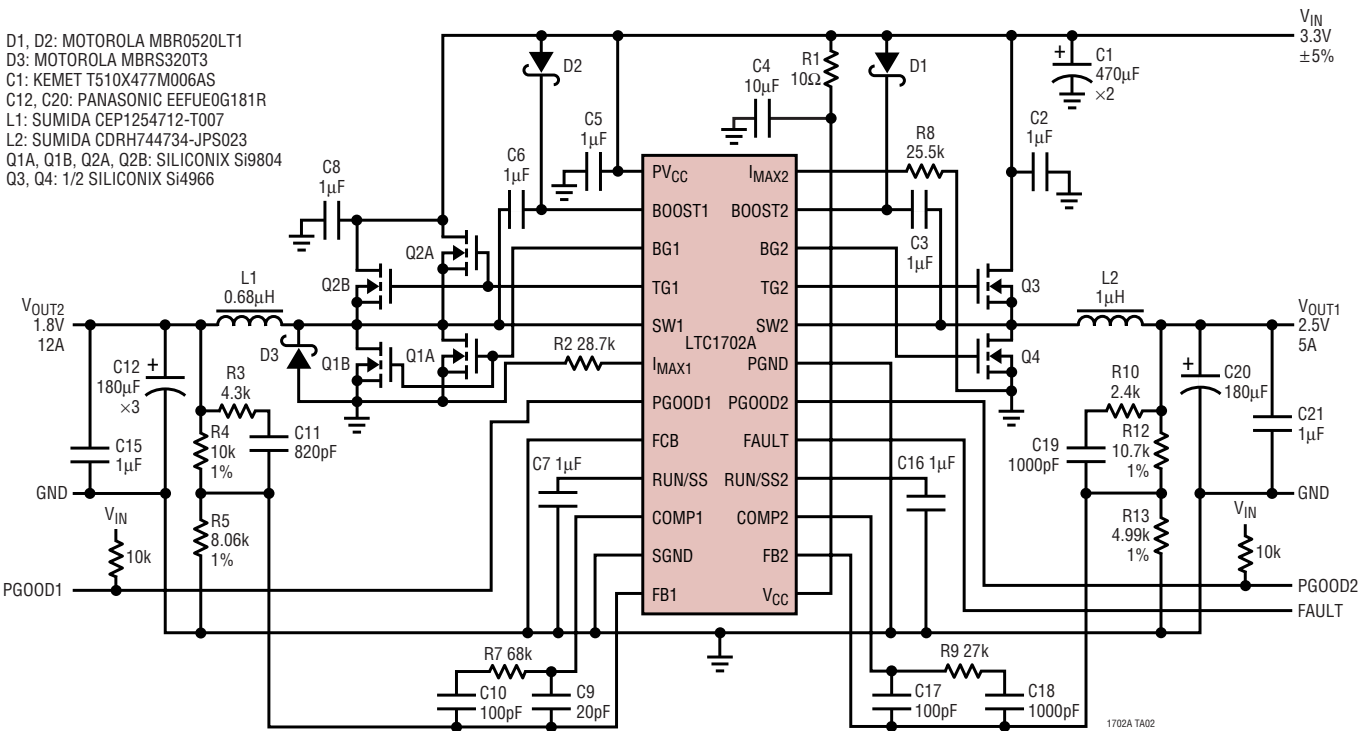 D1, D2: MOTOROLA MBR0520LT1
D3: MOTOROLA MBRS320T3
C1: KEMET T510X477M006AS
C12, C20: PANASONIC EEFUE0G181R
L1: SUMIDA CEP1254712-T007
L2: SUMIDA CDRH744734-JPS023
Q1A, Q1B, Q2A, Q2B: SILICONIX Si9804
Q3, Q4: 1/2 SILICONIX Si4966
VIN
3.3V
±5%
D2
C4
10µF
R1
10Ω
D1
+
C1
470µF
×2
C5
1µF
C6
1µF
C8
1µF
R8
25.5k
C2
1µF
C3
1µF
Q2A
Q2B
Q3
L1
0.68µH
L2
1µH
VOUT2
1.8V
12A
VOUT1
2.5V
5A
D3
Q1B
Q1A
R2 28.7k
Q4
LTC1702A
PVCC
BOOST1
BG1
TG1
SW1
IMAX1
PGOOD1
FCB
RUN/SS
COMP1
SGND
FB1
IMAX2
BOOST2
BG2
TG2
SW2
PGND
PGOOD2
FAULT
RUN/SS2
COMP2
FB2
VCC
C12
+
180µF
×3
R3
4.3k
R4
10k
1%
C11
820pF
C15
1µF
GND
VIN
10k
R5
8.06k
1%
PGOOD1
C7 1µF
C16 1µF
R10
2.4k
+
C20
180µF
C21
1µF
C19
1000pF
R12
10.7k
1%
R13
4.99k
1%
GND
VIN
10k
PGOOD2
FAULT
R7 68k
C10
100pF
C9
20pF
R9 27k
C17
100pF
C18
1000pF
1702A TA02